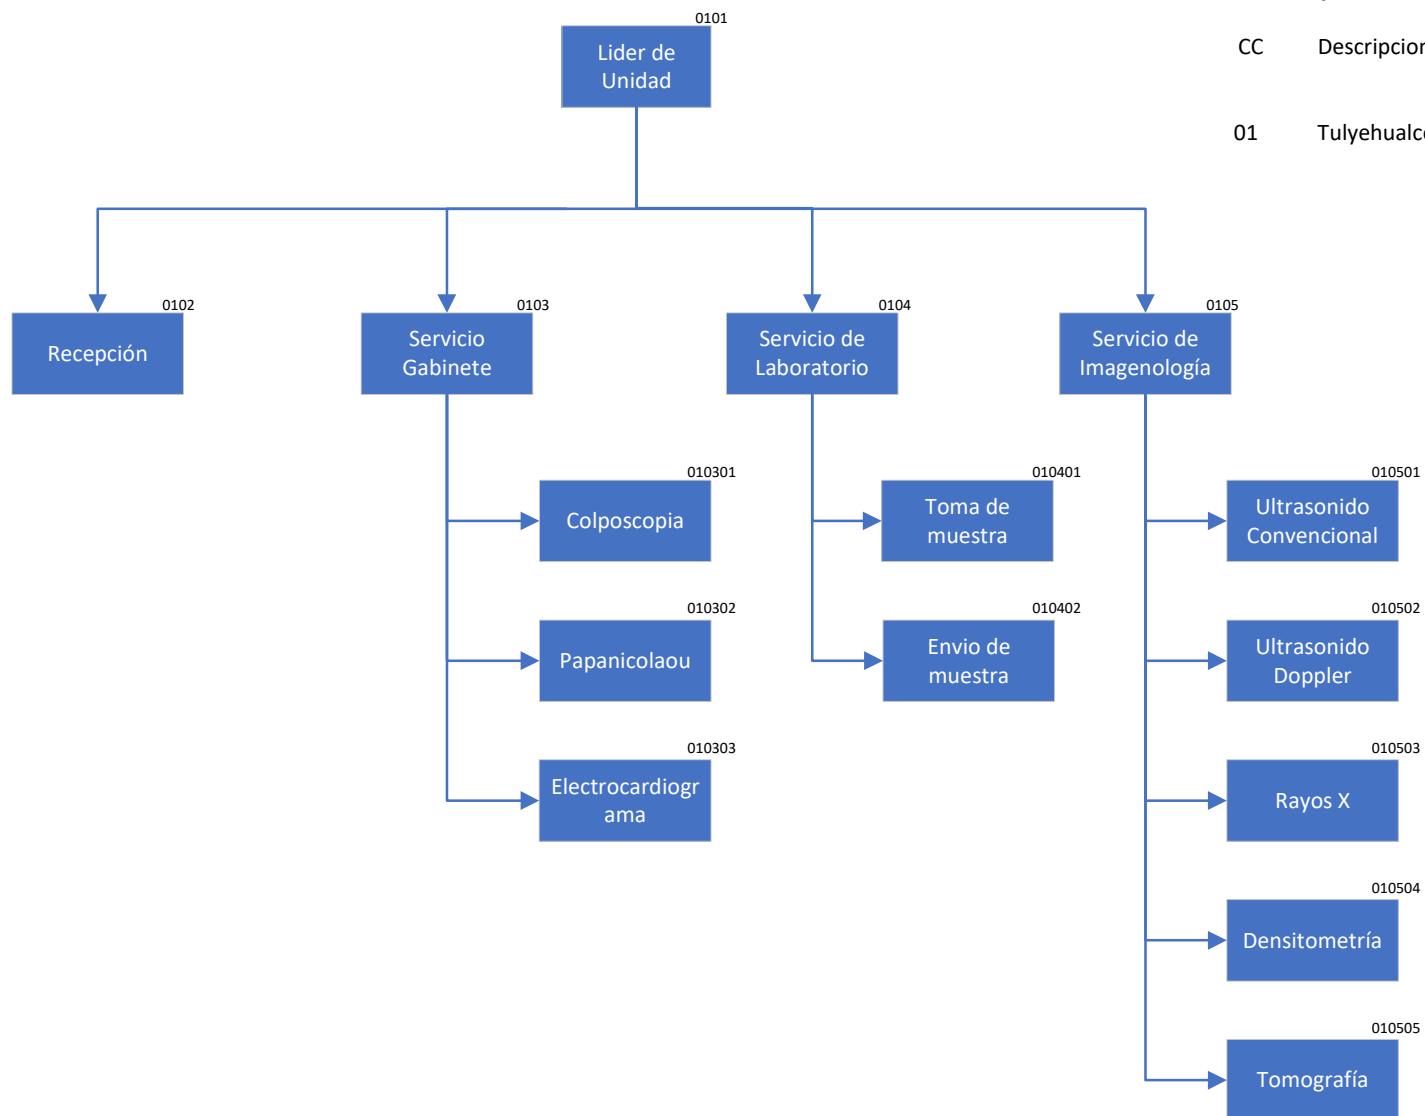 0101
Lider de
Unidad
CC Descripcion
01
0102
Recepción
0103
Servicio
Gabinete
0104
Servicio de
Laboratorio
0105
Servicio de
Imagenología
010301
Colposcopia
010401
Toma de
muestra
010501
Ultrasonido
Convencional
010302
Papanicolaou
010402
Envio de
muestra
010502
Ultrasonido
Doppler
010303
Electrocardiogr
ama
010503
Rayos X
010504
Densitometría
010505
Tomografía